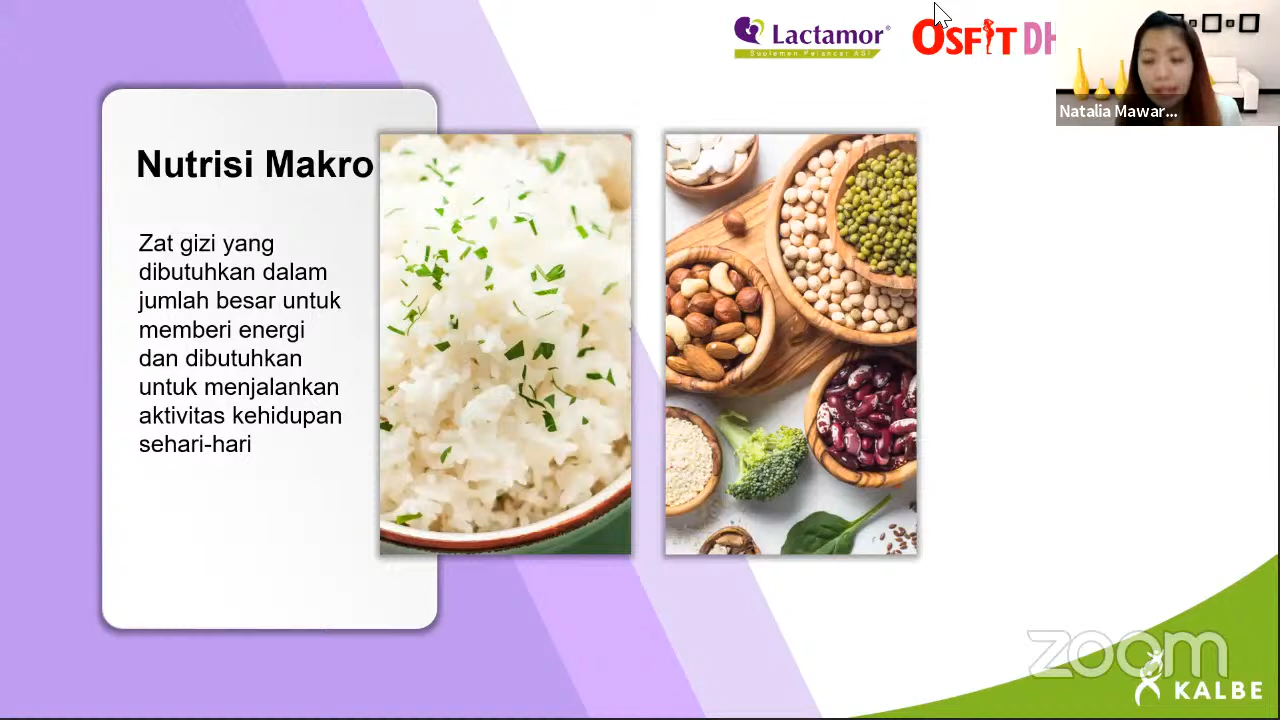 Lactamor®
Suplemen Pelancar ASI
OSFIT DH
Natalia Mawar...
Nutrisi Makro
Zat gizi yang
dibutuhkan dalam
jumlah besar untuk
memberi energi
dan dibutuhkan
untuk menjalankan
aktivitas kehidupan
sehari-hari
zoom
KALBE